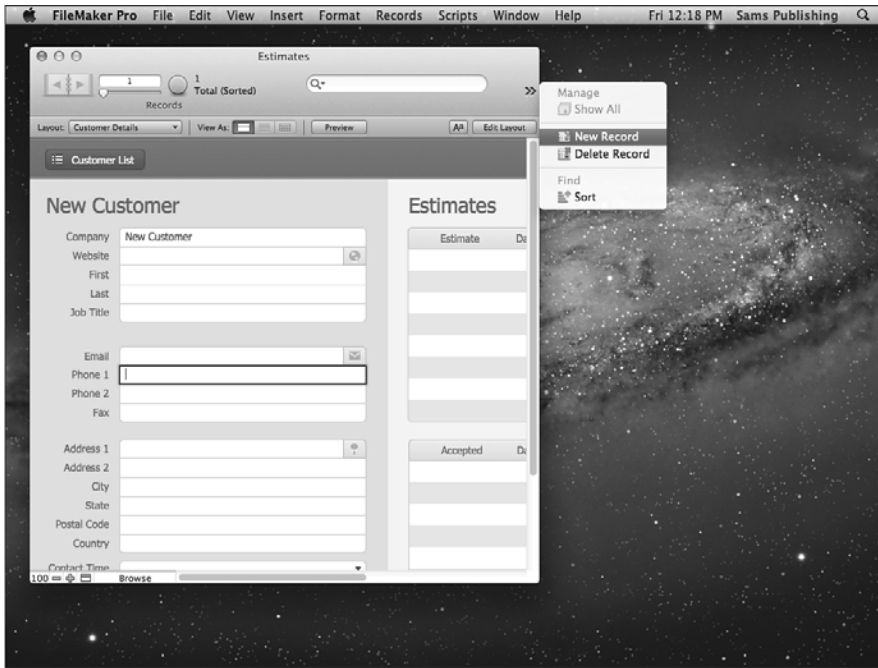 FileMaker Pro File Edit View Insert Format Records Scripts Window Help Fri 12:18 PM Sams Publishing
Estimates
1
1
Total (Sorted)
Records
Layout: Customer Details View As: Preview Aa Edit Layout
Customer List
Manage
Show All
New Record
Delete Record
Find
Sort
New Customer
Company New Customer
Website
First
Last
Job Title
Email
Phone 1
Phone 2
Fax
Address 1
Address 2
City
State
Postal Code
Country
Contact Time
Estimates
Estimate Da
Accepted Da
100 Browse